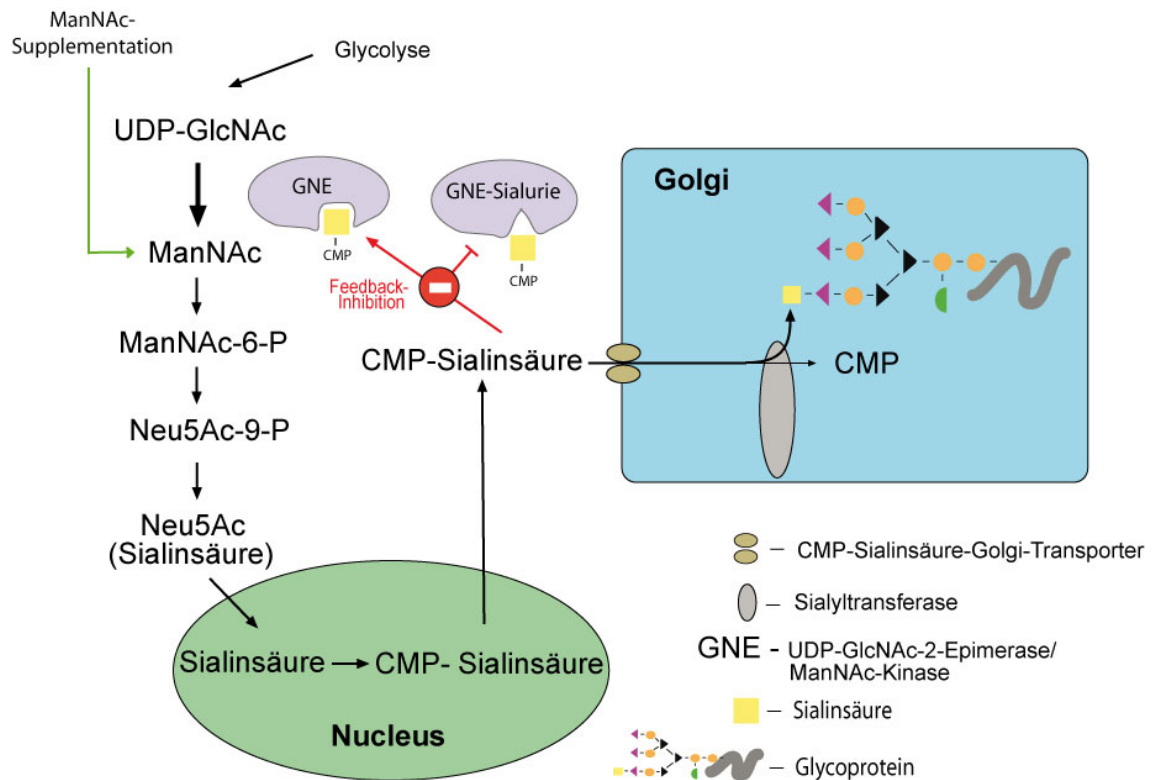 ManNAc-
Supplementation
Glycolyse
UDP-GlcNAc
ManNAc
ManNAc-6-P
Neu5Ac-9-P
Neu5Ac
(Sialinsäure)
GNE
CMP
GNE-Sialurie
CMP
Feedback-
Inhibition
CMP-Sialinsäure
Golgi
CMP
Sialinsäure
CMP- Sialinsäure
Nucleus
– CMP-Sialinsäure-Golgi-Transporter
– Sialyltransferase
GNE - UDP-GlcNAc-2-Epimerase/
ManNAc-Kinase
– Sialinsäure
– Glycoprotein